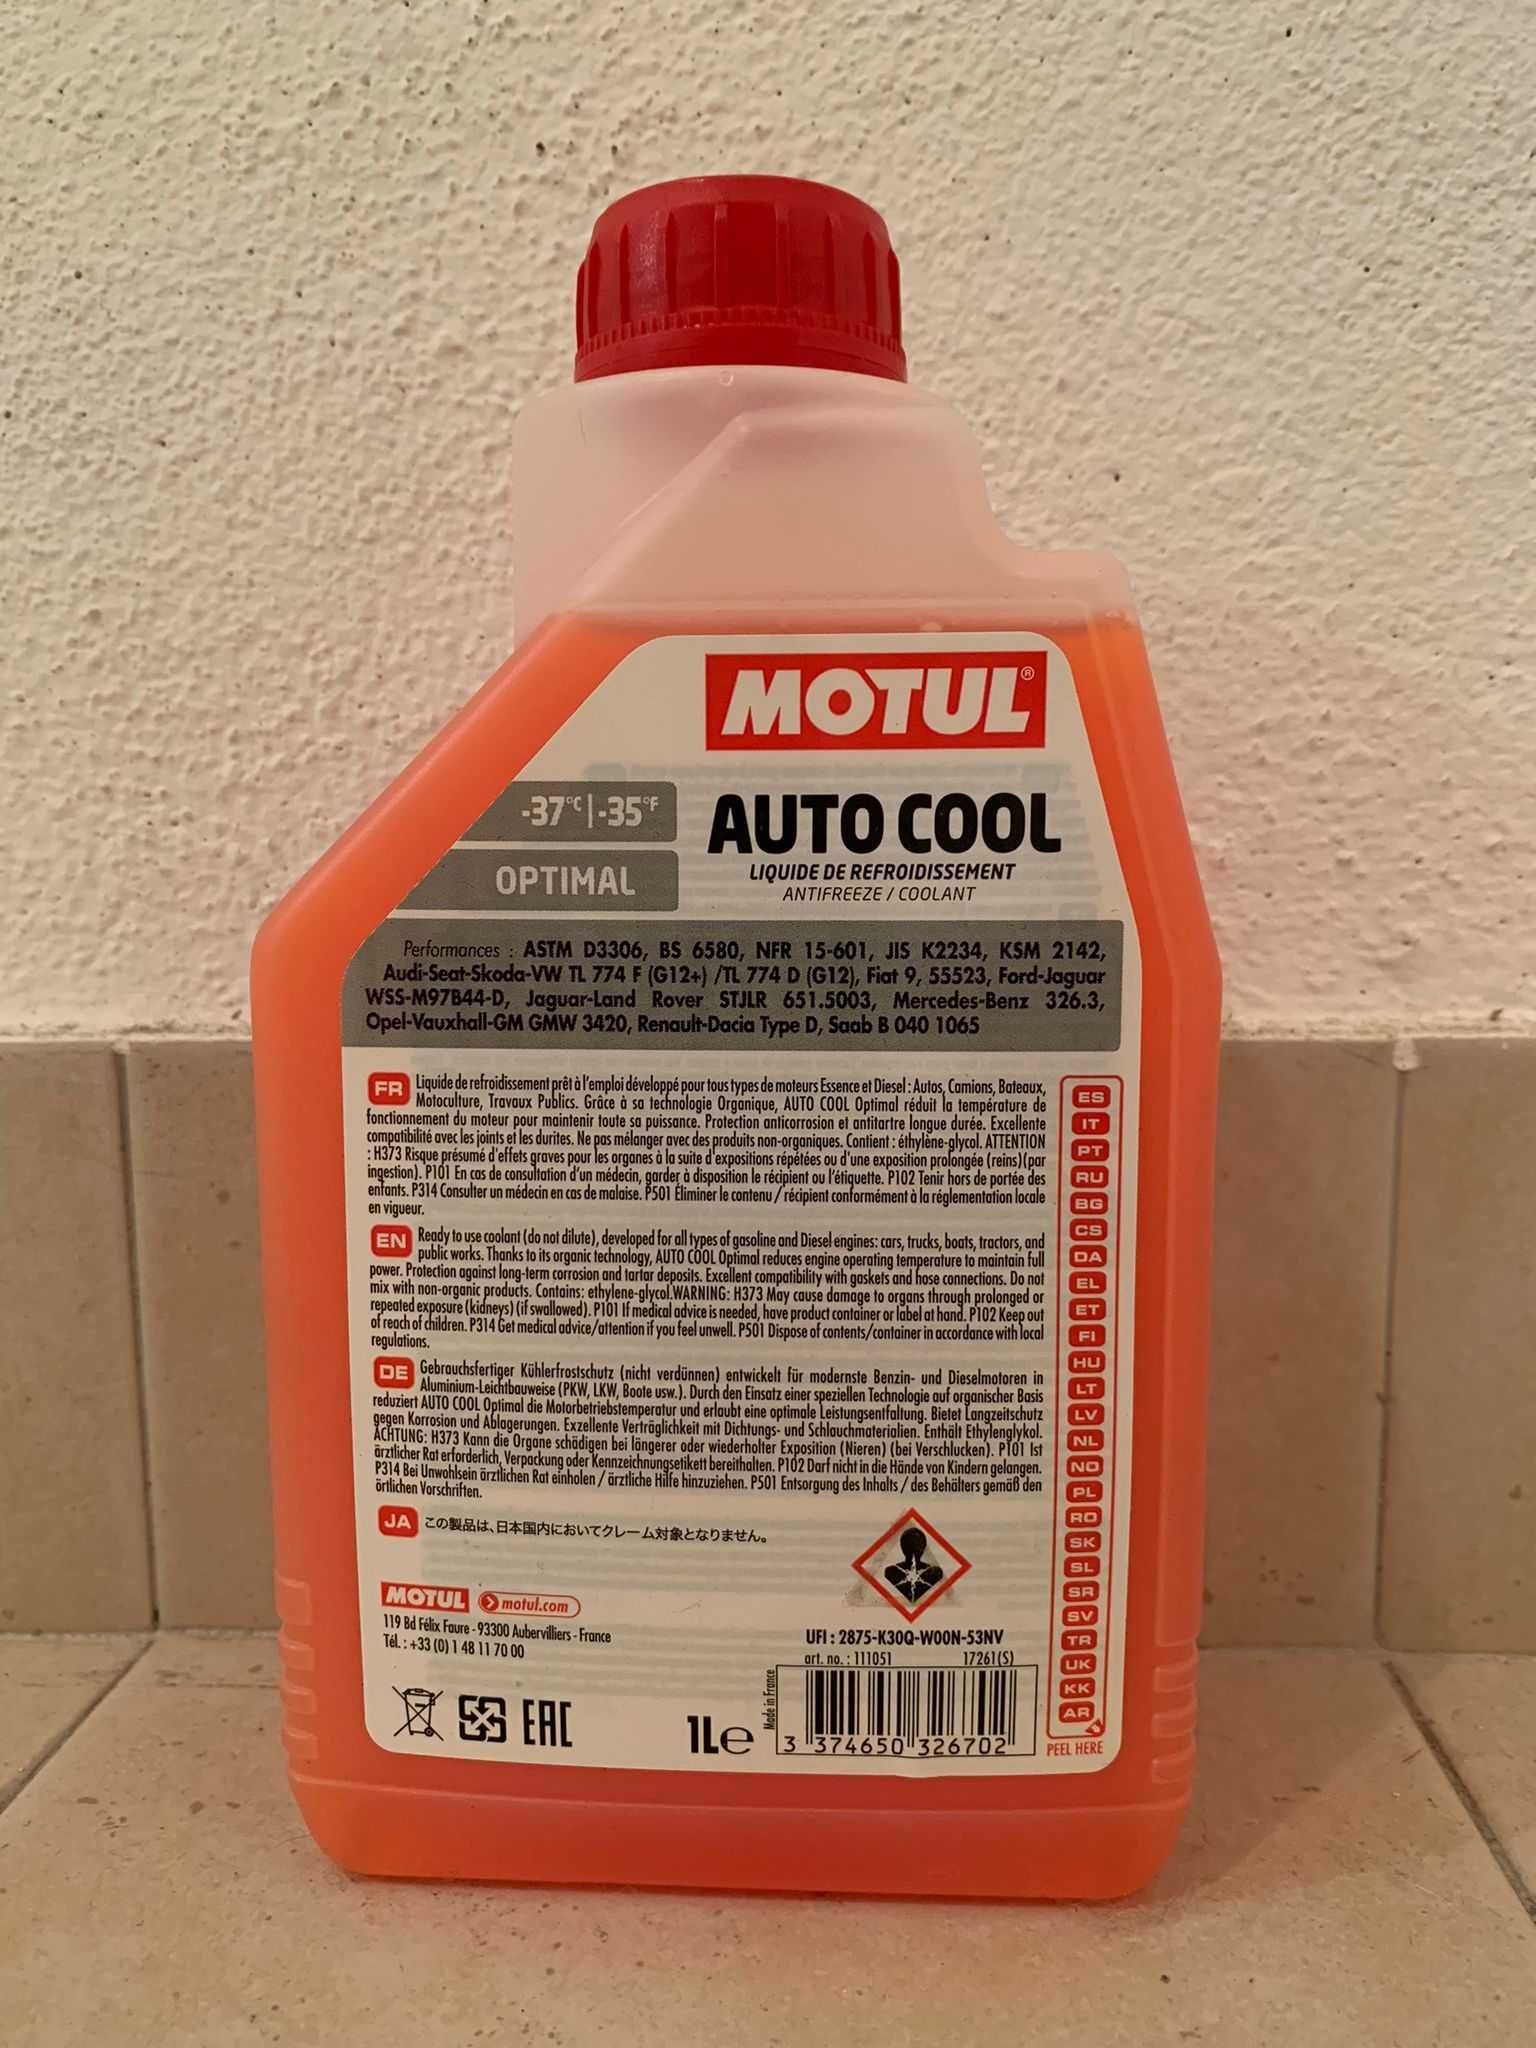 MOTUL®
-37°C | -35°F
AUTO COOL
OPTIMAL
LIQUIDE DE REFROIDISSEMENT
ANTIFREEZE / COOLANT
Performances : ASTM D3306, BS 6580, NFR 15-601, JIS K2234, KSM 2142,
Audi-Seat-Skoda-VW TL 774 F (G12+) /TL 774 D (G12), Fiat 9, 55523, Ford-Jaguar
WSS-M97B44-D, Jaguar-Land Rover STJLR 651.5003, Mercedes-Benz 326.3,
Opel-Vauxhall-GM GMW 3420, Renault-Dacia Type D, Saab B 040 1065
FR Liquide de refroidissement prêt à l'emploi développé pour tous types de moteurs Essence et Diesel : Autos, Camions, Bateaux,
Motoculture, Travaux Publics. Grâce à sa technologie Organique, AUTO COOL Optimal réduit la température de
fonctionnement du moteur pour maintenir toute sa puissance. Protection anticorrosion et antitartre longue durée. Excellente
compatibilité avec les joints et les durites. Ne pas mélanger avec des produits non-organiques. Contient : éthylène-glycol. ATTENTION
: H373 Risque présumé d'effets graves pour les organes à la suite d'expositions répétées ou d'une exposition prolongée (reins)(par
ingestion). P101 En cas de consultation d'un médecin, garder à disposition le récipient ou l'étiquette. P102 Tenir hors de portée des
enfants. P314 Consulter un médecin en cas de malaise. P501 Éliminer le contenu / récipient conformément à la réglementation locale
en vigueur.
EN Ready to use coolant (do not dilute), developed for all types of gasoline and Diesel engines: cars, trucks, boats, tractors, and
public works. Thanks to its organic technology, AUTO COOL Optimal reduces engine operating temperature to maintain full
power. Protection against long-term corrosion and tartar deposits. Excellent compatibility with gaskets and hose connections. Do not
mix with non-organic products. Contains: ethylene-glycol.WARNING: H373 May cause damage to organs through prolonged or
repeated exposure (kidneys) (if swallowed). P101 If medical advice is needed, have product container or label at hand. P102 Keep out
of reach of children. P314 Get medical advice/attention if you feel unwell. P501 Dispose of contents/container in accordance with local
regulations.
DE Gebrauchsfertiger Kühlerfrostschutz (nicht verdünnen) entwickelt für modernste Benzin- und Dieselmotoren in
Aluminium-Leichtbauweise (PKW, LKW, Boote usw.). Durch den Einsatz einer speziellen Technologie auf organischer Basis
reduziert AUTO COOL Optimal die Motorbetriebstemperatur und erlaubt eine optimale Leistungsentfaltung. Bietet Langzeitschutz
gegen Korrosion und Ablagerungen. Exzellente Verträglichkeit mit Dichtungs- und Schlauchmaterialien. Enthält Ethylenglykol.
ACHTUNG: H373 Kann die Organe schädigen bei längerer oder wiederholter Exposition (Nieren) (bei Verschlucken). P101 Ist
ärztlicher Rat erforderlich, Verpackung oder Kennzeichnungsetikett bereithalten. P102 Darf nicht in die Hände von Kindern gelangen.
P314 Bei Unwohlsein ärztlichen Rat einholen / ärztliche Hilfe hinzuziehen. P501 Entsorgung des Inhalts / des Behälters gemäß den
örtlichen Vorschriften.
JA この製品は、日本国内においてクレーム対象となりません。
ES
IT
PT
RU
BG
CS
DA
EL
ET
FI
HU
LT
LV
NL
NO
PL
RO
SK
SL
SR
SV
TR
UK
KK
AR
PEEL HERE
MOTUL motul.com
119 Bd Félix Faure - 93300 Aubervilliers - France
Tél. : +33 (0) 1 48 11 70 00
UFI : 2875-K30Q-W00N-53NV
art. no. : 111051 17261(S)
Made in France
EAC
1L℮
3 374650 326702